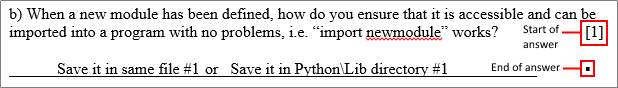 b) When a new module has been defined, how do you ensure that it is accessible and can be
imported into a program with no problems, i.e. “import newmodule” works? Start of answer [1]
Save it in same file #1 or Save it in Python\Lib directory #1 End of answer ▪